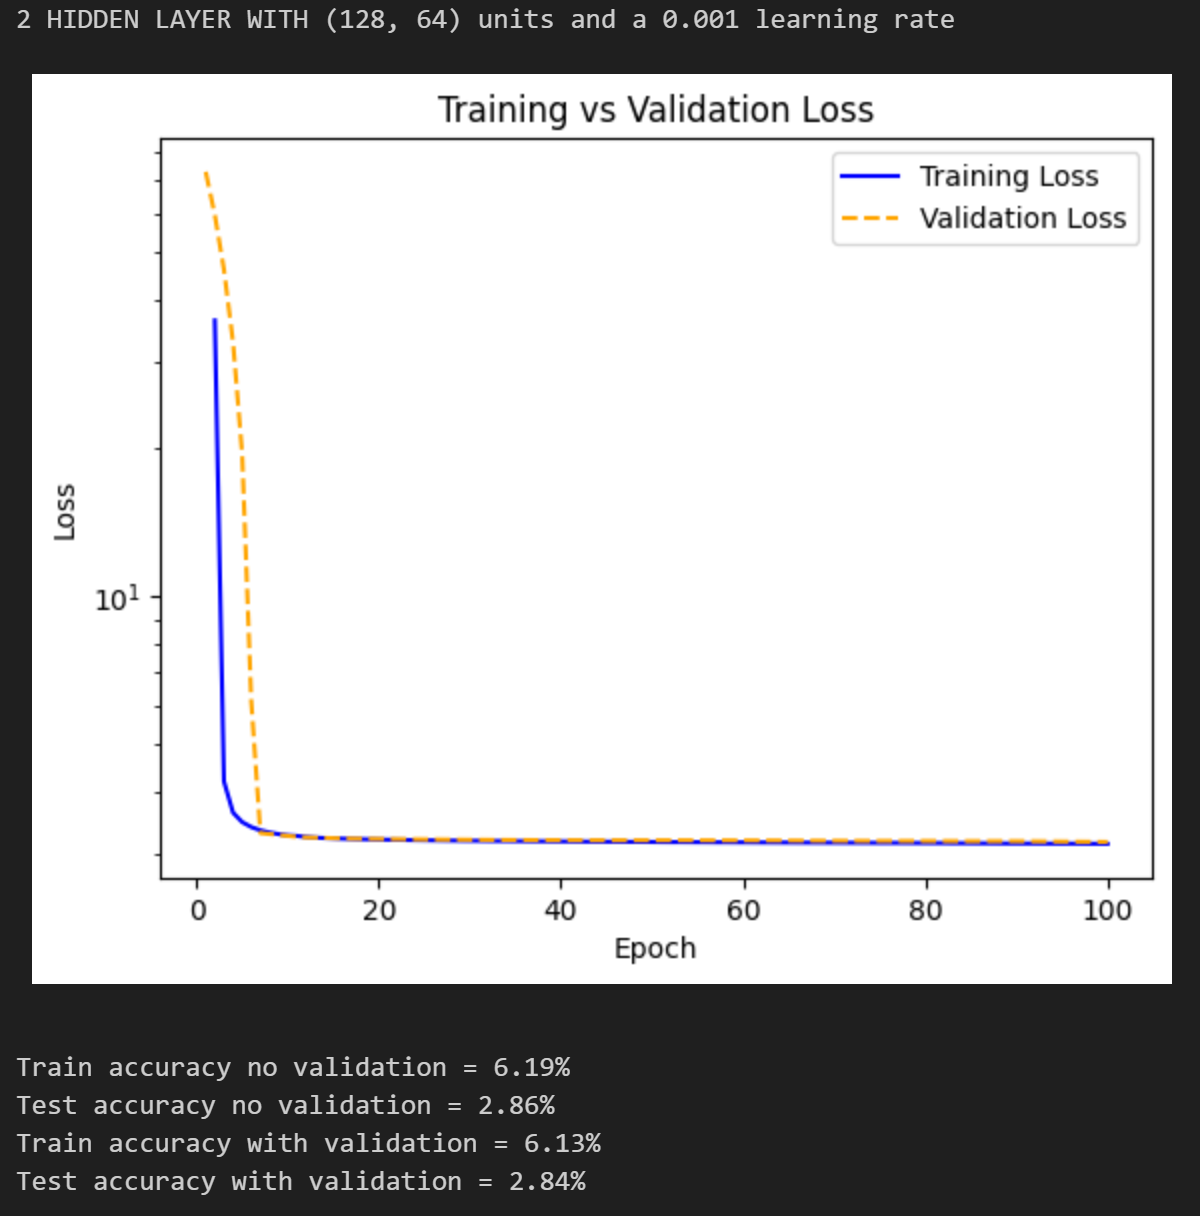 2 HIDDEN LAYER WITH (128, 64) units and a 0.001 learning rate
Training vs Validation Loss
Training Loss
Validation Loss
Loss
10¹
0 20 40 60 80 100
Epoch
Train accuracy no validation = 6.19%
Test accuracy no validation = 2.86%
Train accuracy with validation = 6.13%
Test accuracy with validation = 2.84%